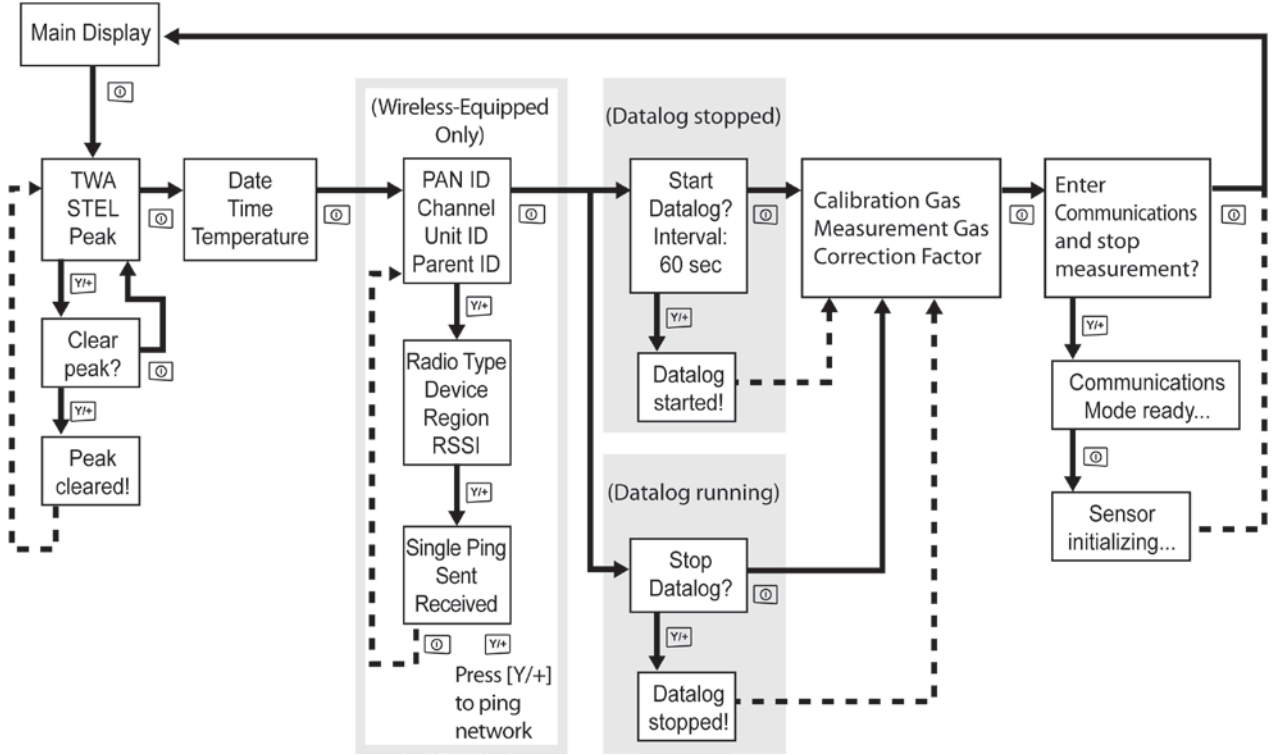 Main Display
TWA
STEL
Peak
Y/+
Clear
peak?
Y/+
Peak
cleared!
Date
Time
Temperature
(Wireless-Equipped
Only)
PAN ID
Channel
Unit ID
Parent ID
Y/+
Radio Type
Device
Region
RSSI
Y/+
Single Ping
Sent
Received
Y/+
Press [Y/+]
to ping
network
(Datalog stopped)
Start
Datalog?
Interval:
60 sec
Y/+
Datalog
started!
(Datalog running)
Stop
Datalog?
Y/+
Datalog
stopped!
Calibration Gas
Measurement Gas
Correction Factor
Enter
Communications
and stop
measurement?
Y/+
Communications
Mode ready...
Sensor
initializing...